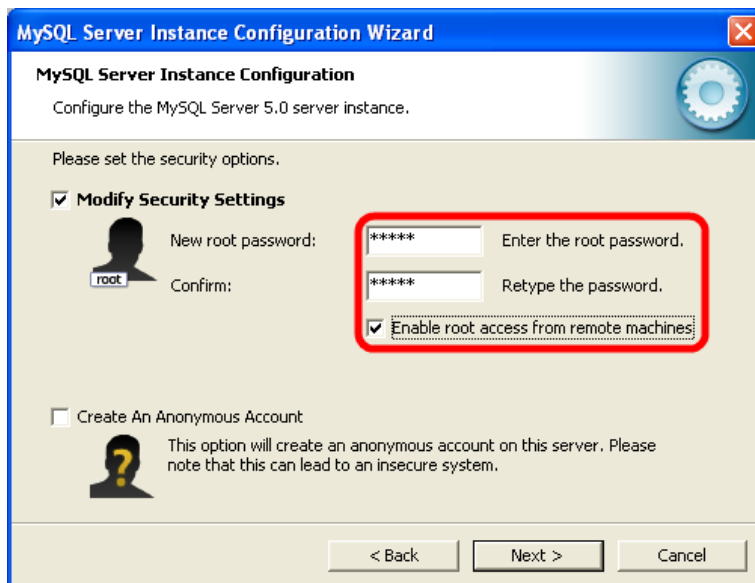 MySQL Server Instance Configuration Wizard
MySQL Server Instance Configuration
Configure the MySQL Server 5.0 server instance.
Please set the security options.
Modify Security Settings
New root password: ***** Enter the root password.
root
Confirm: ***** Retype the password.
Enable root access from remote machines
Create An Anonymous Account
This option will create an anonymous account on this server. Please
note that this can lead to an insecure system.
< Back Next > Cancel